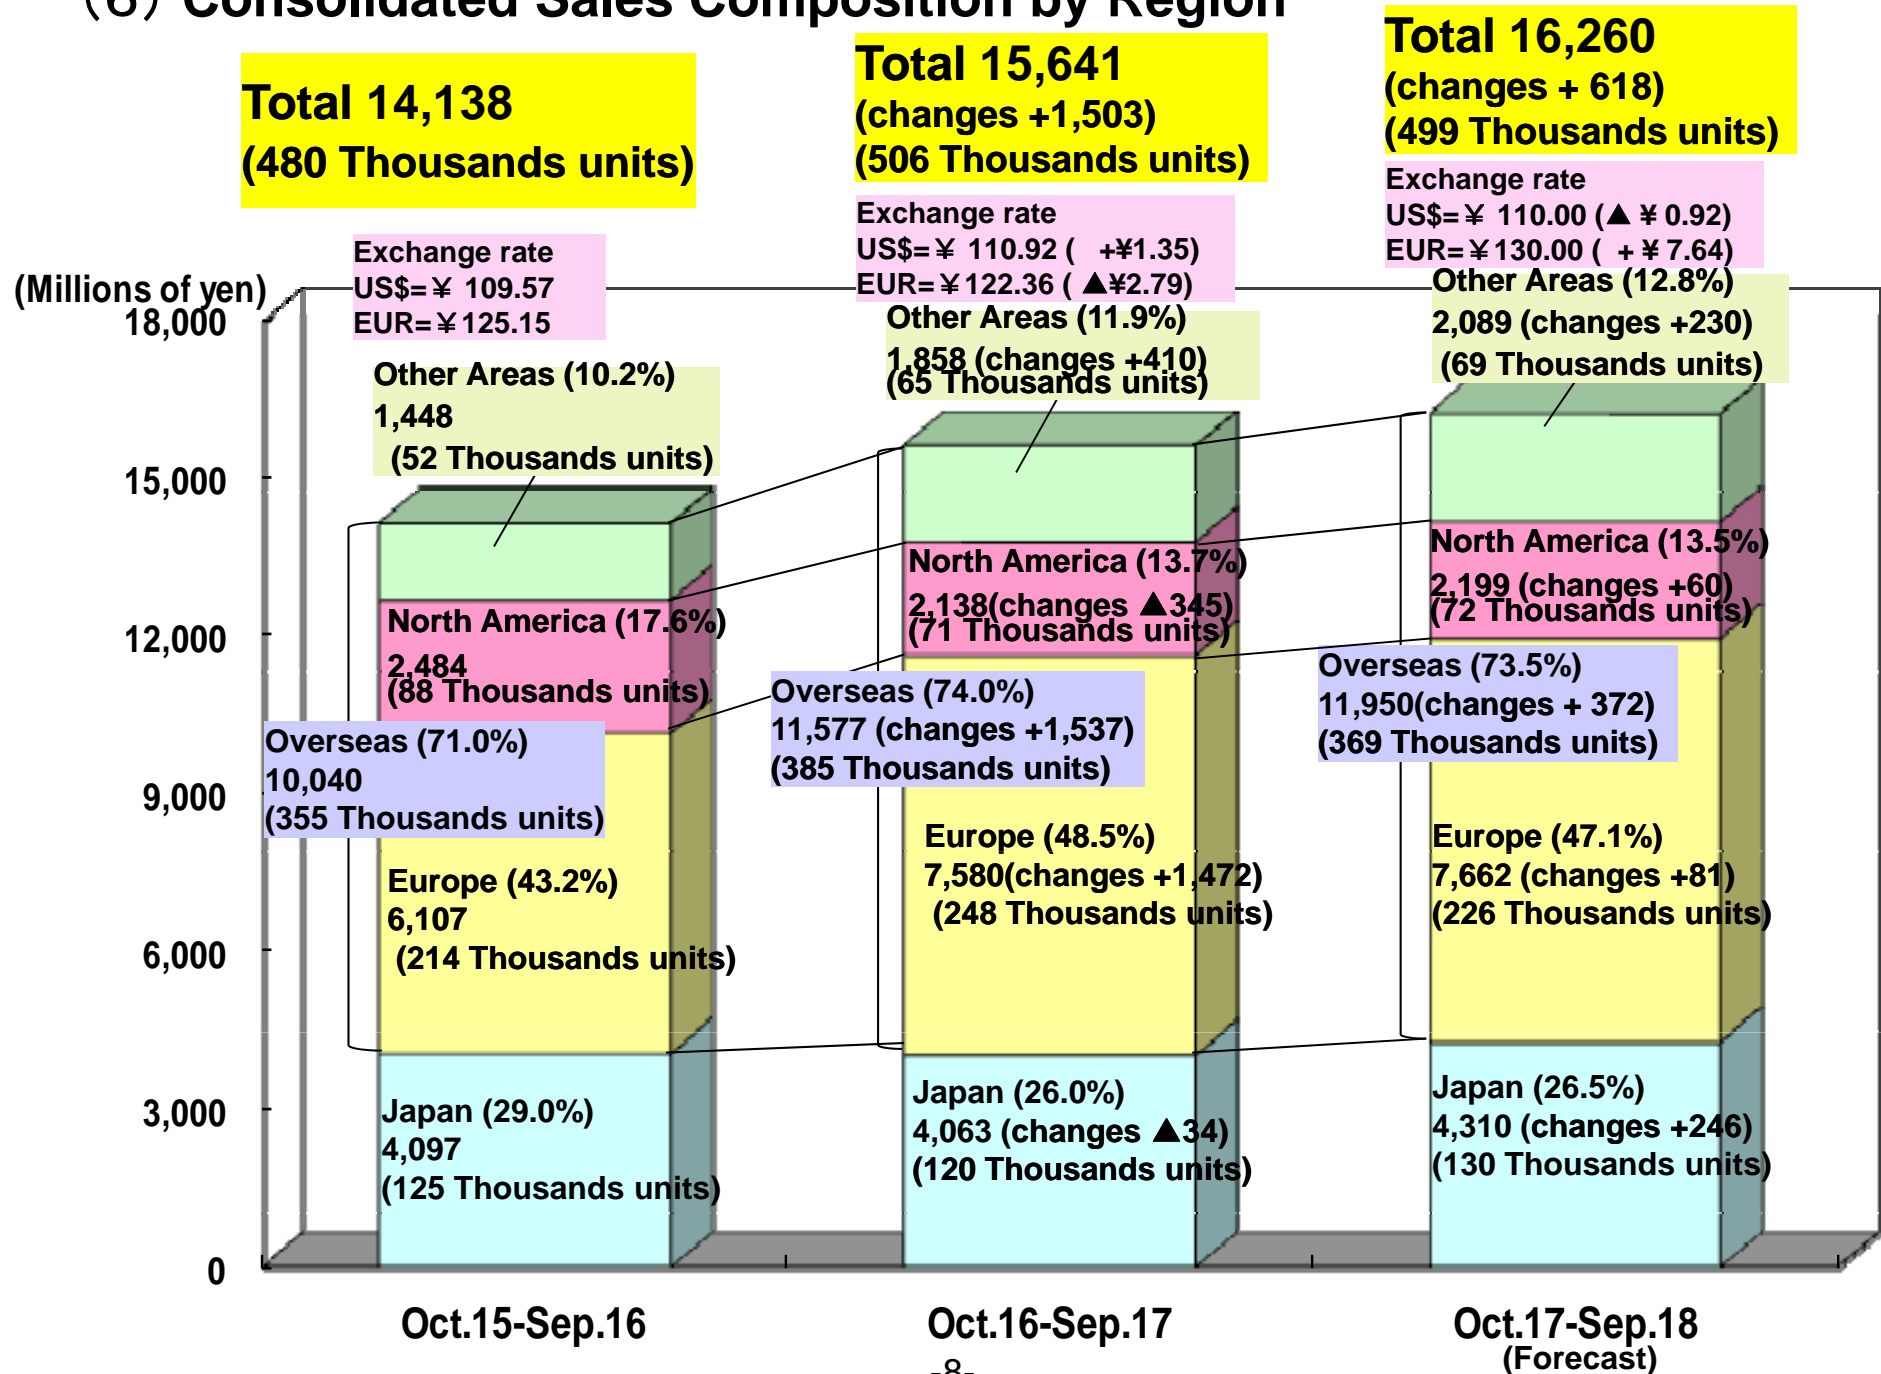 (6) Consolidated Sales Composition by Region
Total 14,138
(480 Thousands units)
Total 15,641
(changes +1,503)
(506 Thousands units)
Total 16,260
(changes + 618)
(499 Thousands units)
Exchange rate
US$=¥ 109.57
EUR=¥125.15
Exchange rate
US$=¥ 110.92 ( +¥1.35)
EUR=¥122.36 ( ▲¥2.79)
Exchange rate
US$=¥ 110.00 (▲ ¥ 0.92)
EUR=¥130.00 ( + ¥ 7.64)
(Millions of yen)
18,000
15,000
12,000
9,000
6,000
3,000
0
Other Areas (10.2%)
1,448
(52 Thousands units)
North America (17.6%)
2,484
(88 Thousands units)
Overseas (71.0%)
10,040
(355 Thousands units)
Europe (43.2%)
6,107
(214 Thousands units)
Japan (29.0%)
4,097
(125 Thousands units)
Other Areas (11.9%)
1,858 (changes +410)
(65 Thousands units)
North America (13.7%)
2,138(changes ▲345)
(71 Thousands units)
Overseas (74.0%)
11,577 (changes +1,537)
(385 Thousands units)
Europe (48.5%)
7,580(changes +1,472)
(248 Thousands units)
Japan (26.0%)
4,063 (changes ▲34)
(120 Thousands units)
Other Areas (12.8%)
2,089 (changes +230)
(69 Thousands units)
North America (13.5%)
2,199 (changes +60)
(72 Thousands units)
Overseas (73.5%)
11,950(changes + 372)
(369 Thousands units)
Europe (47.1%)
7,662 (changes +81)
(226 Thousands units)
Japan (26.5%)
4,310 (changes +246)
(130 Thousands units)
Oct.15-Sep.16
Oct.16-Sep.17
Oct.17-Sep.18
(Forecast)
-8-